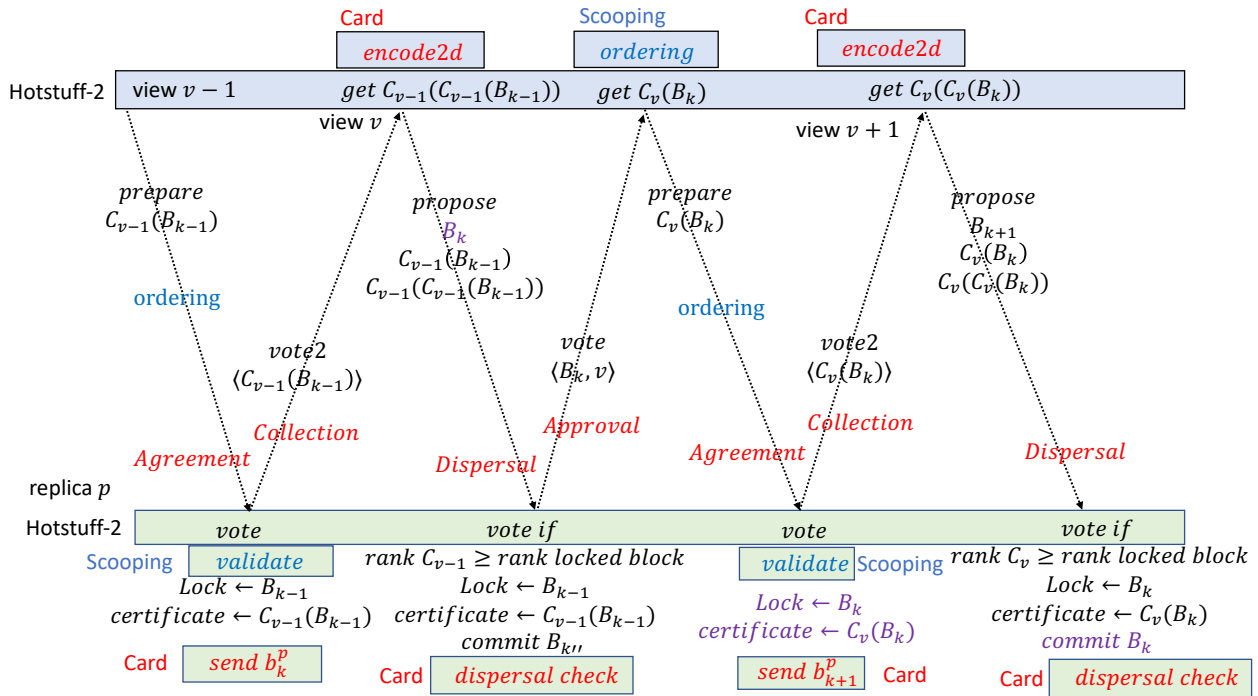 Card
Scooping
Card
encode2d
ordering
encode2d
Hotstuff-2
view v − 1
get C_{v−1}(C_{v−1}(B_{k−1}))
get C_v(B_k)
get C_v(C_v(B_k))
view v
view v + 1
prepare
C_{v−1}(B_{k−1})
propose
B_k
C_{v−1}(B_{k−1})
C_{v−1}(C_{v−1}(B_{k−1}))
prepare
C_v(B_k)
propose
B_{k+1}
C_v(B_k)
C_v(C_v(B_k))
ordering
ordering
vote2
⟨C_{v−1}(B_{k−1})⟩
vote
⟨B_k, v⟩
vote2
⟨C_v(B_k)⟩
Agreement
Collection
Dispersal
Approval
Agreement
Collection
Dispersal
replica p
Hotstuff-2
vote
vote if
vote
vote if
Scooping
validate
Lock ← B_{k−1}
certificate ← C_{v−1}(B_{k−1})
Card
send b_k^p
rank C_{v−1} ≥ rank locked block
Lock ← B_{k−1}
certificate ← C_{v−1}(B_{k−1})
commit B_{k′′}
Card
dispersal check
validate
Scooping
Lock ← B_k
certificate ← C_v(B_k)
send b_{k+1}^p
Card
rank C_v ≥ rank locked block
Lock ← B_k
certificate ← C_v(B_k)
commit B_k
Card
dispersal check